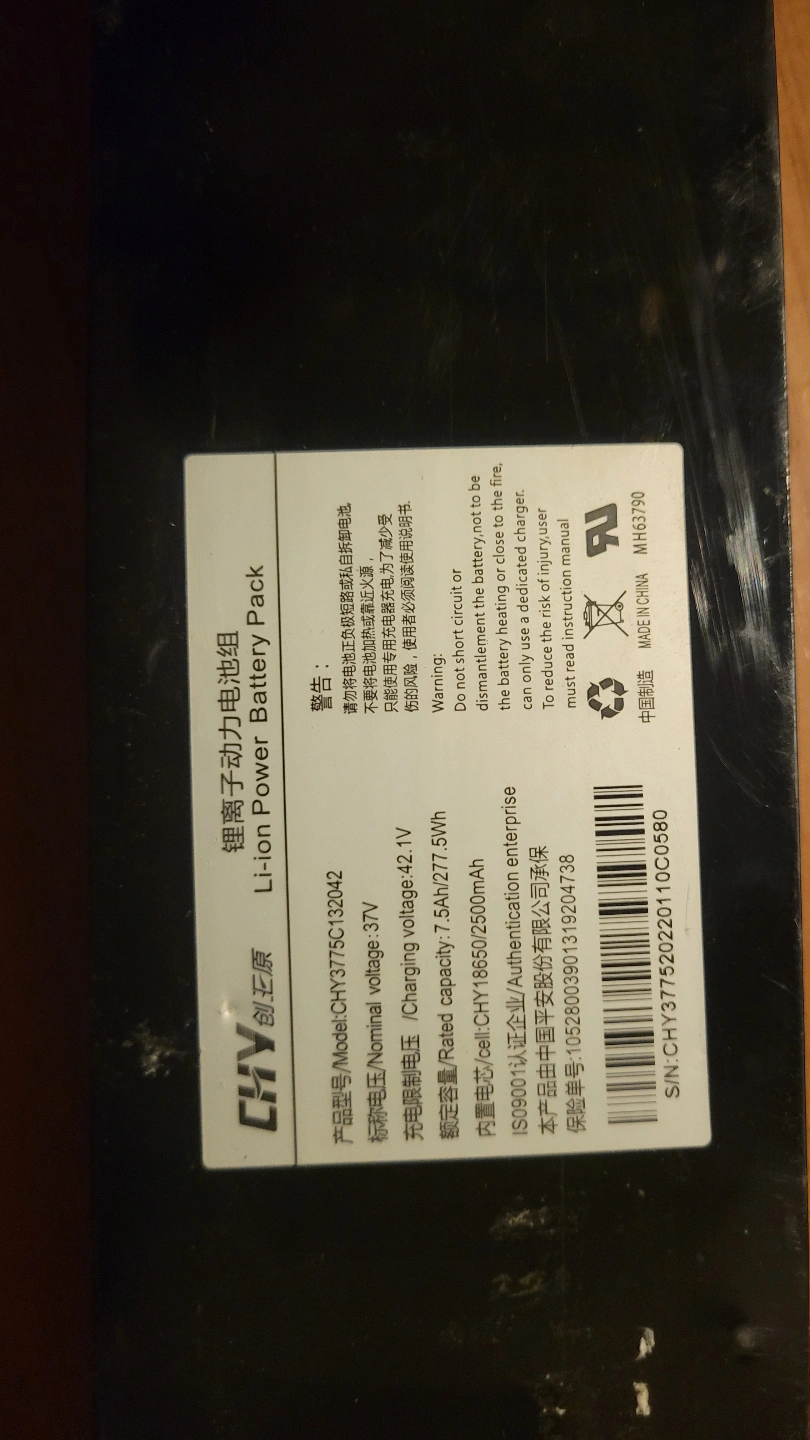 CHY 创云原
锂离子动力电池组
Li-ion Power Battery Pack
产品型号/Model:CHY3775C132042
标称电压/Nominal voltage:37V
充电限制电压 /Charging voltage:42.1V
额定容量/Rated capacity:7.5Ah/277.5Wh
内置电芯/cell:CHY18650/2500mAh
ISO9001认证企业/Authentication enterprise
本产品由中国平安股份有限公司承保
保险单号:10528003901319204738
S/N:CHY377520220110C0580
警告：
请勿将电池正负极短路或私自拆卸电池,
不要将电池加热或靠近火源，
只能使用专用充电器充电,为了减少受
伤的风险，使用者必须阅读使用说明书.
Warning:
Do not short circuit or
dismantlement the battery,not to be
the battery heating or close to the fire,
can only use a dedicated charger.
To reduce the risk of injury,user
must read instruction manual
中国制造 MADE IN CHINA MH63790